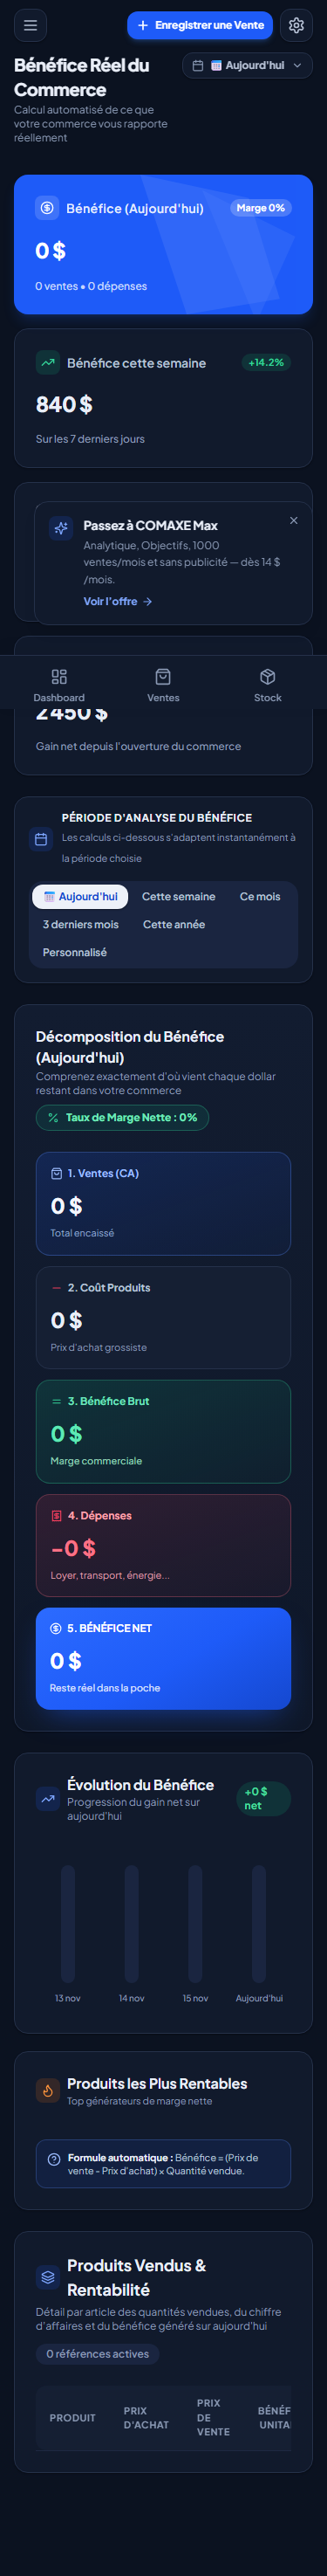 Enregistrer une Vente
Bénéfice Réel du
Commerce
Aujourd'hui
Calcul automatisé de ce que
votre commerce vous rapporte
réellement
Bénéfice (Aujourd'hui)
Marge 0%
0 $
0 ventes • 0 dépenses
Bénéfice cette semaine
+14.2%
840 $
Sur les 7 derniers jours
Passez à COMAXE Max
Analytique, Objectifs, 1000
ventes/mois et sans publicité — dès 14 $
/mois.
Voir l'offre →
Dashboard
Ventes
Stock
2 450 $
Gain net depuis l'ouverture du commerce
PÉRIODE D'ANALYSE DU BÉNÉFICE
Les calculs ci-dessous s'adaptent instantanément à
la période choisie
Aujourd'hui
Cette semaine
Ce mois
3 derniers mois
Cette année
Personnalisé
Décomposition du Bénéfice
(Aujourd'hui)
Comprenez exactement d'où vient chaque dollar
restant dans votre commerce
Taux de Marge Nette : 0%
1. Ventes (CA)
0 $
Total encaissé
2. Coût Produits
0 $
Prix d'achat grossiste
3. Bénéfice Brut
0 $
Marge commerciale
4. Dépenses
-0 $
Loyer, transport, énergie...
5. BÉNÉFICE NET
0 $
Reste réel dans la poche
Évolution du Bénéfice
Progression du gain net sur
aujourd'hui
+0 $
net
13 nov
14 nov
15 nov
Aujourd'hui
Produits les Plus Rentables
Top générateurs de marge nette
Formule automatique : Bénéfice = (Prix de
vente - Prix d'achat) × Quantité vendue.
Produits Vendus &
Rentabilité
Détail par article des quantités vendues, du chiffre
d'affaires et du bénéfice généré sur aujourd'hui
0 références actives
PRODUIT
PRIX
D'ACHAT
PRIX
DE
VENTE
BÉNÉF
UNITAI